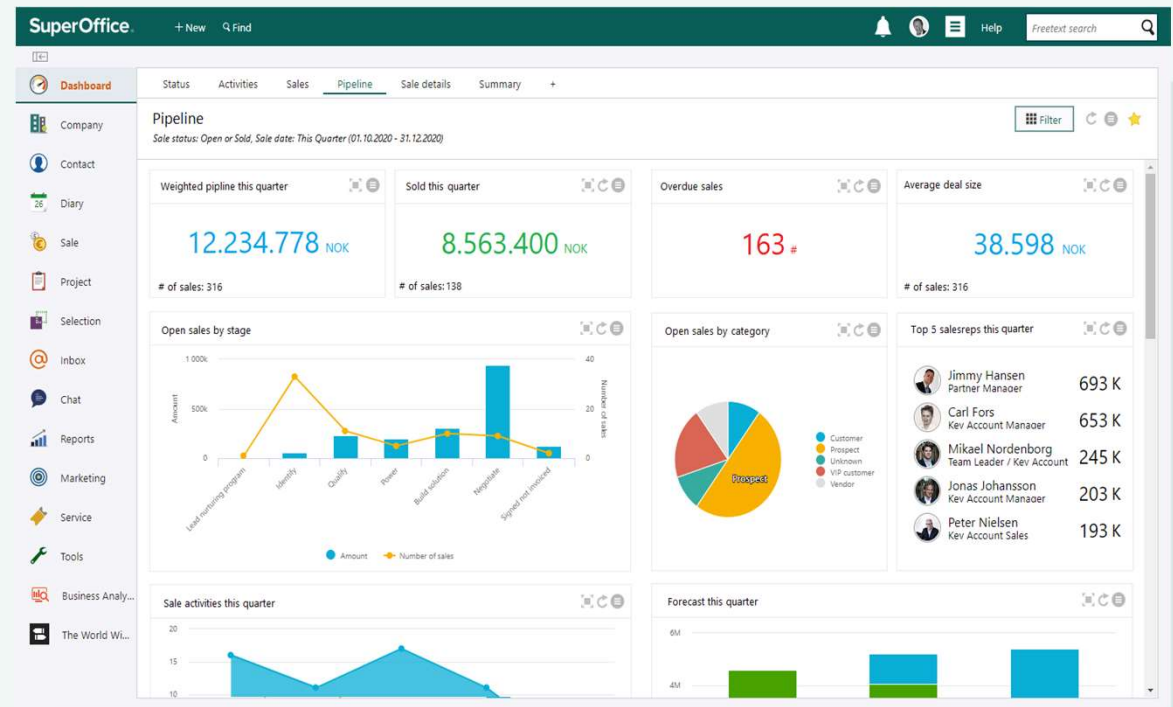 SuperOffice.
+ New
Find
Help
Freetext search
Dashboard
Company
Contact
26
Diary
Sale
Project
Selection
Inbox
Chat
Reports
Marketing
Service
Tools
Business Analy...
The World Wi...
Status
Activities
Sales
Pipeline
Sale details
Summary
+
Pipeline
Sale status: Open or Sold, Sale date: This Quarter (01.10.2020 - 31.12.2020)
Filter
Weighted pipline this quarter
12.234.778 NOK
# of sales: 316
Sold this quarter
8.563.400 NOK
# of sales: 138
Overdue sales
163 #
Average deal size
38.598 NOK
# of sales: 316
Open sales by stage
1 000k
500k
0
Amount
40
20
0
Number of sales
Lead nurturing program
Identify
Qualify
Power
Build solution
Negotiate
Signed not invoiced
Amount
Number of sales
Open sales by category
Prospect
Customer
Prospect
Unknown
VIP customer
Vendor
Top 5 salesreps this quarter
Jimmy Hansen
Partner Manager
693 K
Carl Fors
Key Account Manager
653 K
Mikael Nordenborg
Team Leader / Key Account
245 K
Jonas Johansson
Key Account Manager
203 K
Peter Nielsen
Key Account Sales
193 K
Sale activities this quarter
20
15
10
Forecast this quarter
6M
4M